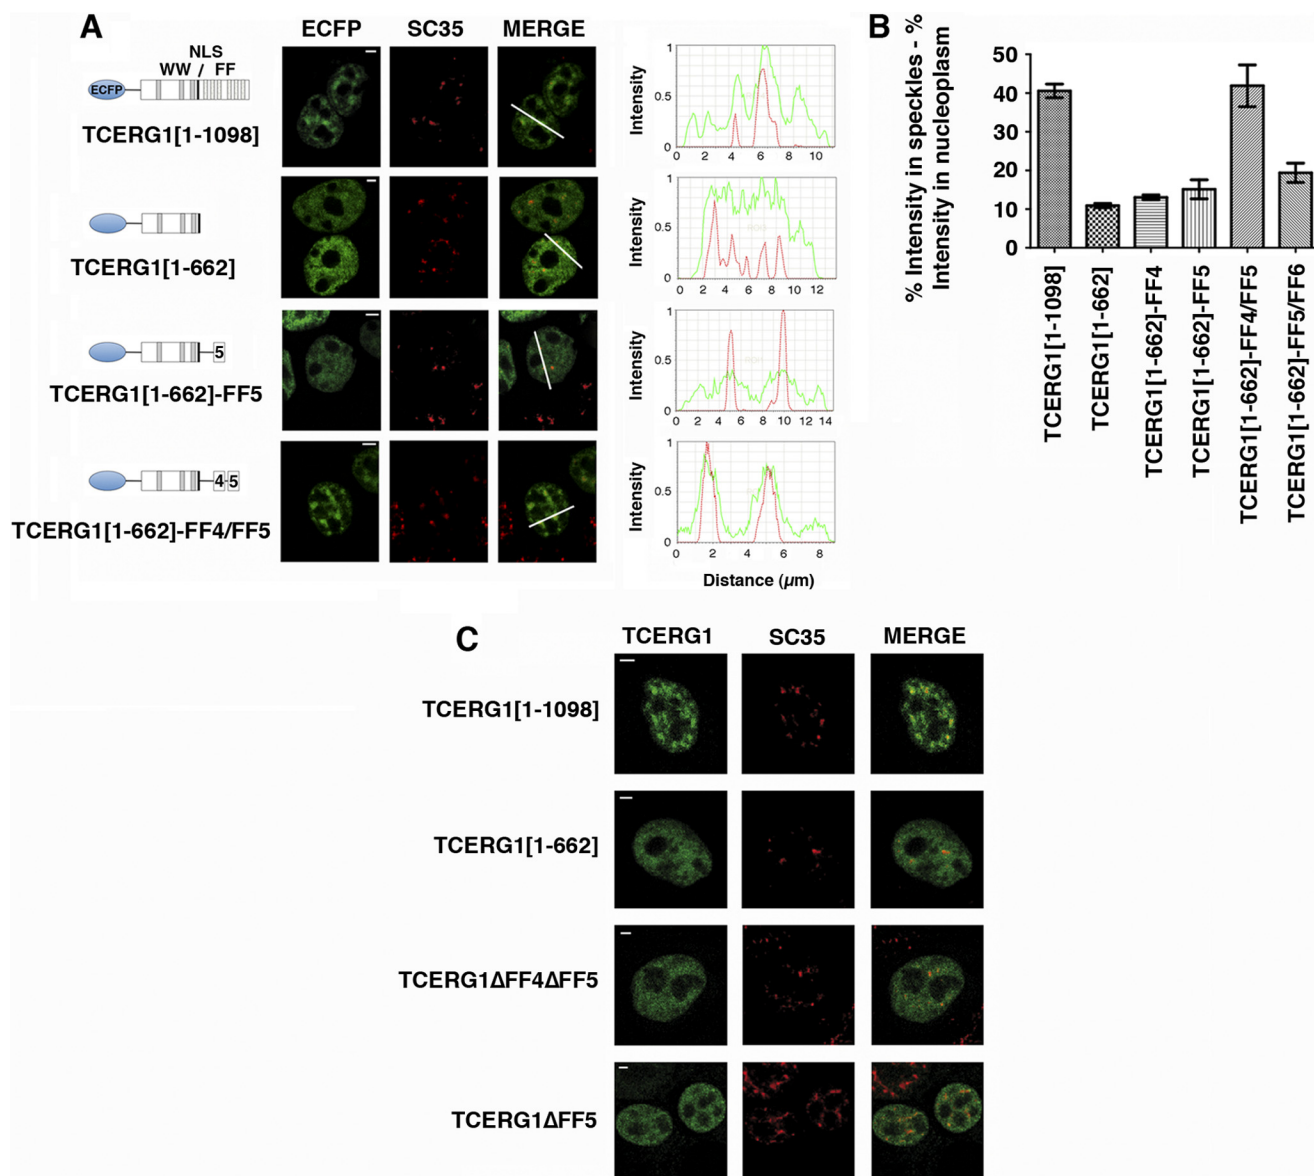 A
ECFP SC35 MERGE
NLS
WW / FF
ECFP
TCERG1[1-1098]
Intensity
1
0.5
0
0 2 4 6 8 10
TCERG1[1-662]
Intensity
1
0.5
0
0 2 4 6 8 10 12
5
TCERG1[1-662]-FF5
Intensity
1
0.5
0
0 2 4 6 8 10 12 14
4 5
TCERG1[1-662]-FF4/FF5
Intensity
1
0.5
0
0 2 4 6 8
Distance (µm)
B
% Intensity in speckles - %
Intensity in nucleoplasm
50
40
30
20
10
0
TCERG1[1-1098]
TCERG1[1-662]
TCERG1[1-662]-FF4
TCERG1[1-662]-FF5
TCERG1[1-662]-FF4/FF5
TCERG1[1-662]-FF5/FF6
C
TCERG1 SC35 MERGE
TCERG1[1-1098]
TCERG1[1-662]
TCERG1ΔFF4ΔFF5
TCERG1ΔFF5